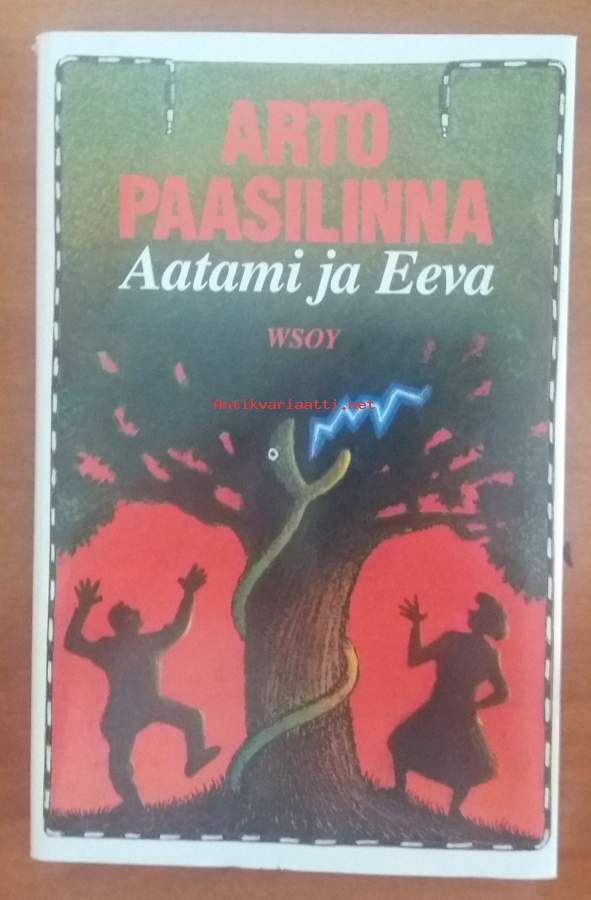 ARTO
PAASILINNA
Aatami ja Eeva
WSOY
Antikvariaatti.net